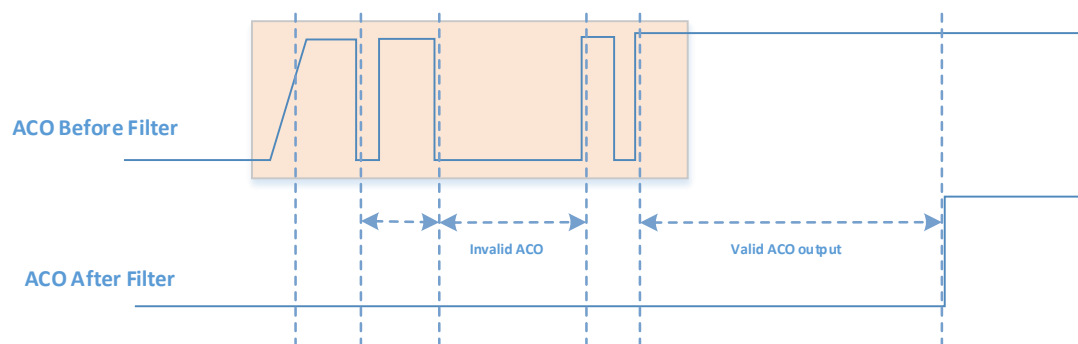 ACO Before Filter
Invalid ACO
Valid ACO output
ACO After Filter